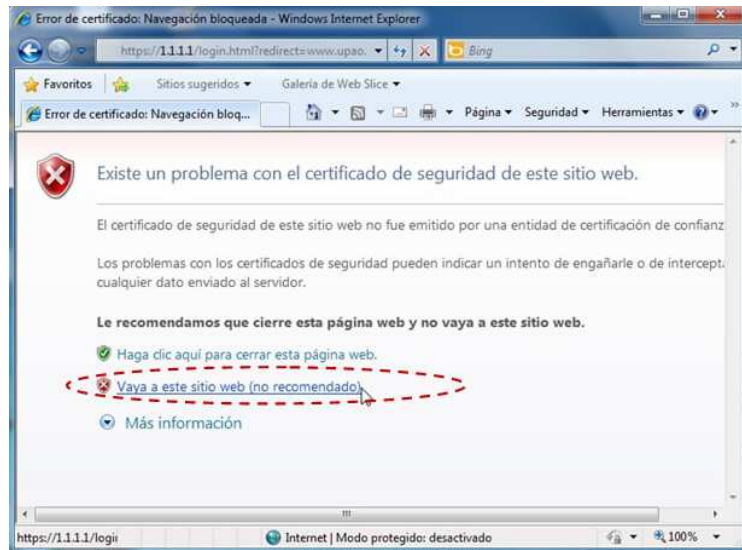 Error de certificado: Navegación bloqueada - Windows Internet Explorer
https://1.1.1.1/login.html?redirect=www.upao.
Bing
Favoritos
Sitios sugeridos
Galería de Web Slice
Error de certificado: Navegación bloq...
Página
Seguridad
Herramientas
Existe un problema con el certificado de seguridad de este sitio web.
El certificado de seguridad de este sitio web no fue emitido por una entidad de certificación de confianz
Los problemas con los certificados de seguridad pueden indicar un intento de engañarle o de intercepta
cualquier dato enviado al servidor.
Le recomendamos que cierre esta página web y no vaya a este sitio web.
Haga clic aquí para cerrar esta página web.
Vaya a este sitio web (no recomendado).
Más información
https://1.1.1.1/logi
Internet | Modo protegido: desactivado
100%